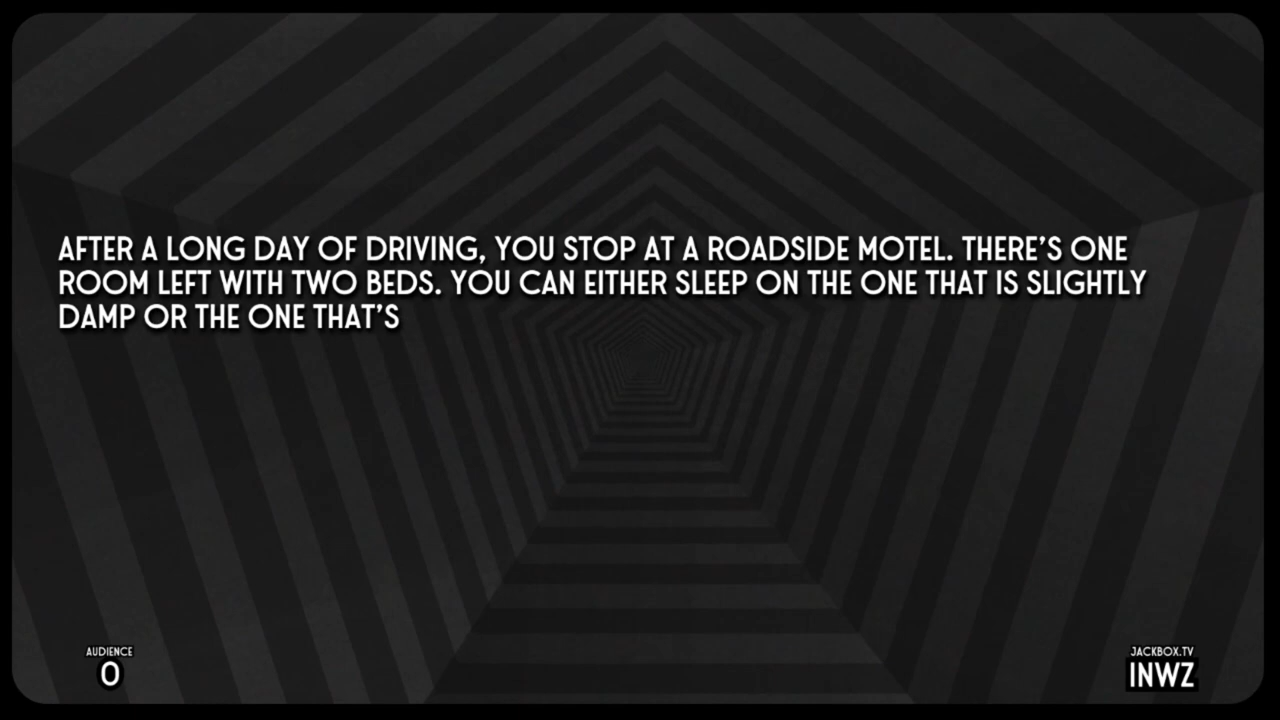 AFTER A LONG DAY OF DRIVING, YOU STOP AT A ROADSIDE MOTEL. THERE'S ONE
ROOM LEFT WITH TWO BEDS. YOU CAN EITHER SLEEP ON THE ONE THAT IS SLIGHTLY
DAMP OR THE ONE THAT'S
AUDIENCE
0
JACKBOX.TV
INWZ